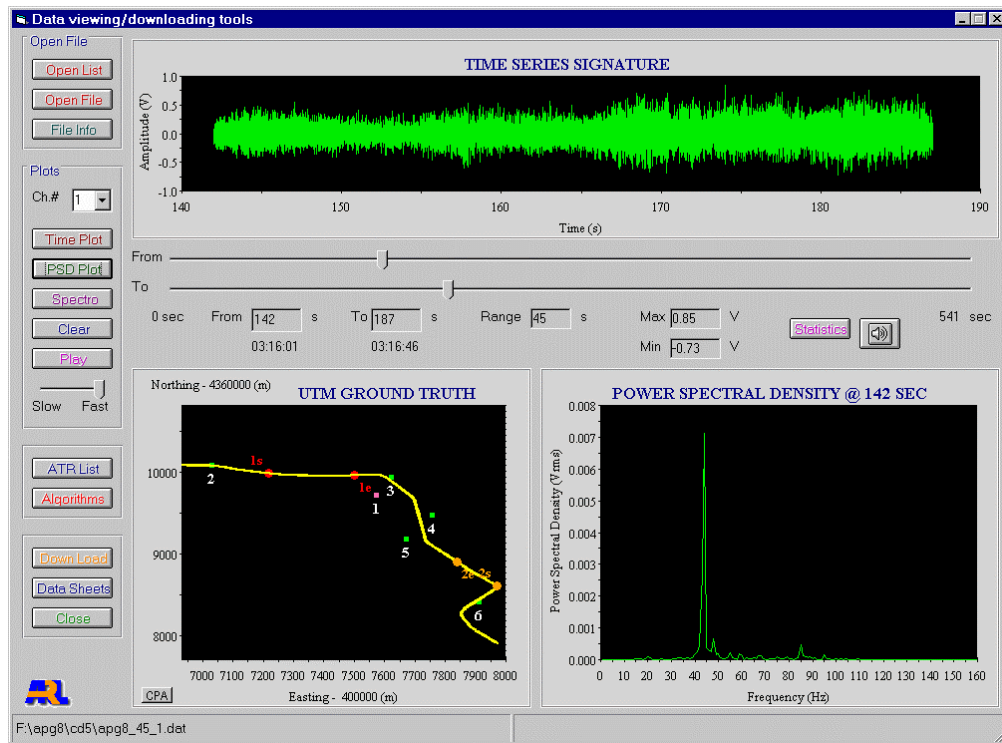 Data viewing/downloading tools
Open File
Open List
Open File
File Info
Plots
Ch.# 1
Time Plot
PSD Plot
Spectro
Clear
Play
Slow Fast
ATR List
Algorithms
Down Load
Data Sheets
Close
ARL
TIME SERIES SIGNATURE
Amplitude (V)
1.0
0.5
0.0
-0.5
-1.0
140 150 160 170 180 190
Time (s)
From
To
0 sec From 142 s To 187 s Range 45 s Max 0.85 V Statistics 541 sec
03:16:01 03:16:46 Min -0.73 V
Northing - 4360000 (m)
UTM GROUND TRUTH
10000
9000
8000
1s
2
1e
3
1
4
5
2e 2s
6
7000 7100 7200 7300 7400 7500 7600 7700 7800 7900 8000
CPA
Easting - 400000 (m)
POWER SPECTRAL DENSITY @ 142 SEC
Power Spectral Density (Vrms)
0.008
0.007
0.006
0.005
0.004
0.003
0.002
0.001
0.000
0 10 20 30 40 50 60 70 80 90 100 110 120 130 140 150 160
Frequency (Hz)
F:\apg8\cd5\apg8_45_1.dat